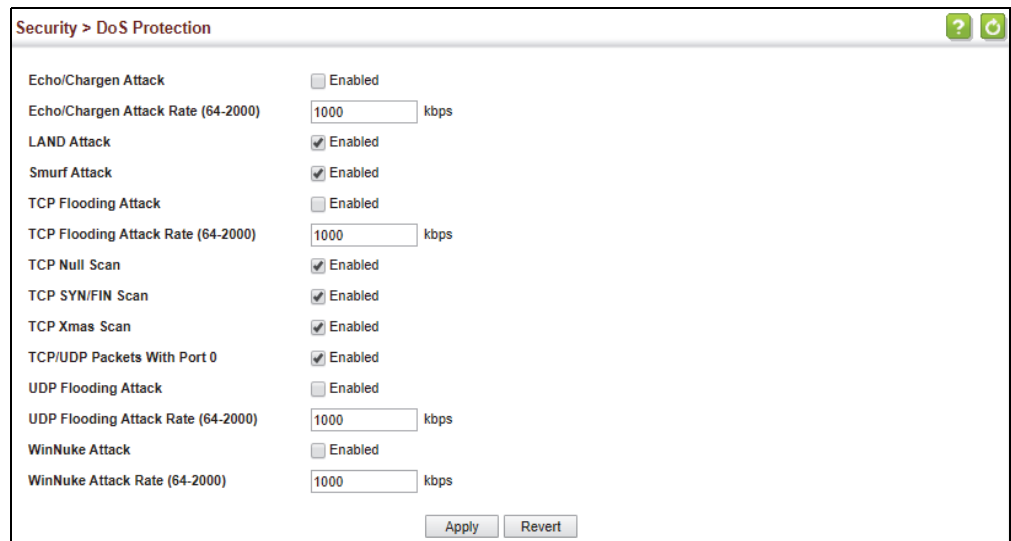 Security > DoS Protection ?
Echo/Chargen Attack Enabled
Echo/Chargen Attack Rate (64-2000) 1000 kbps
LAND Attack Enabled
Smurf Attack Enabled
TCP Flooding Attack Enabled
TCP Flooding Attack Rate (64-2000) 1000 kbps
TCP Null Scan Enabled
TCP SYN/FIN Scan Enabled
TCP Xmas Scan Enabled
TCP/UDP Packets With Port 0 Enabled
UDP Flooding Attack Enabled
UDP Flooding Attack Rate (64-2000) 1000 kbps
WinNuke Attack Enabled
WinNuke Attack Rate (64-2000) 1000 kbps
Apply Revert